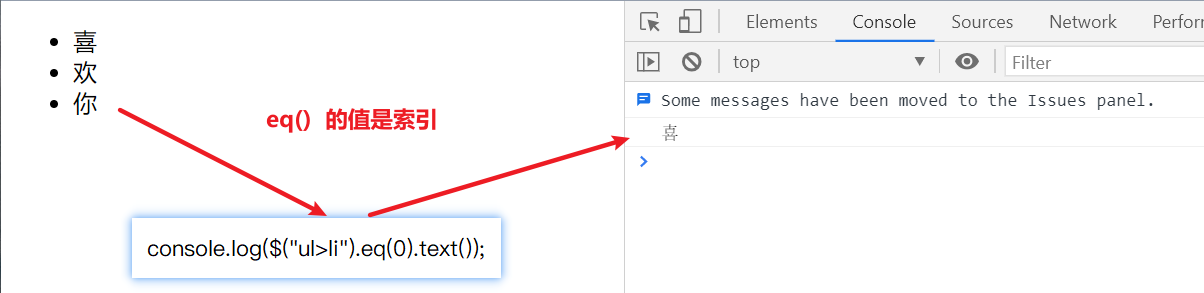 喜
欢
你
eq() 的值是索引
console.log($("ul>li").eq(0).text());
Elements Console Sources Network Perforn
top Filter
Some messages have been moved to the Issues panel.
喜